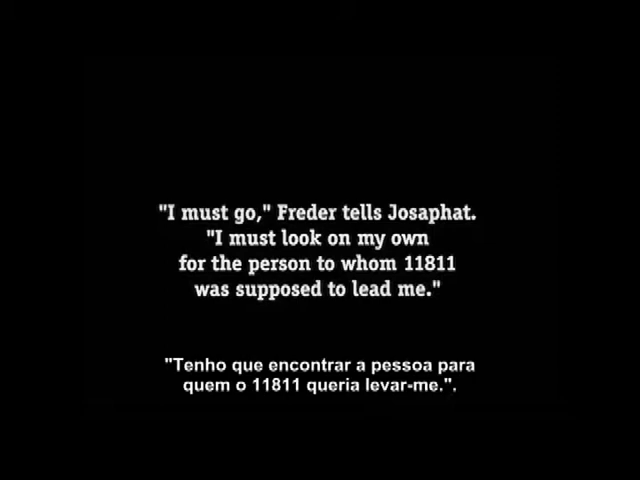 "I must go," Freder tells Josaphat.
"I must look on my own
for the person to whom 11811
was supposed to lead me."
"Tenho que encontrar a pessoa para
quem o 11811 queria levar-me.".